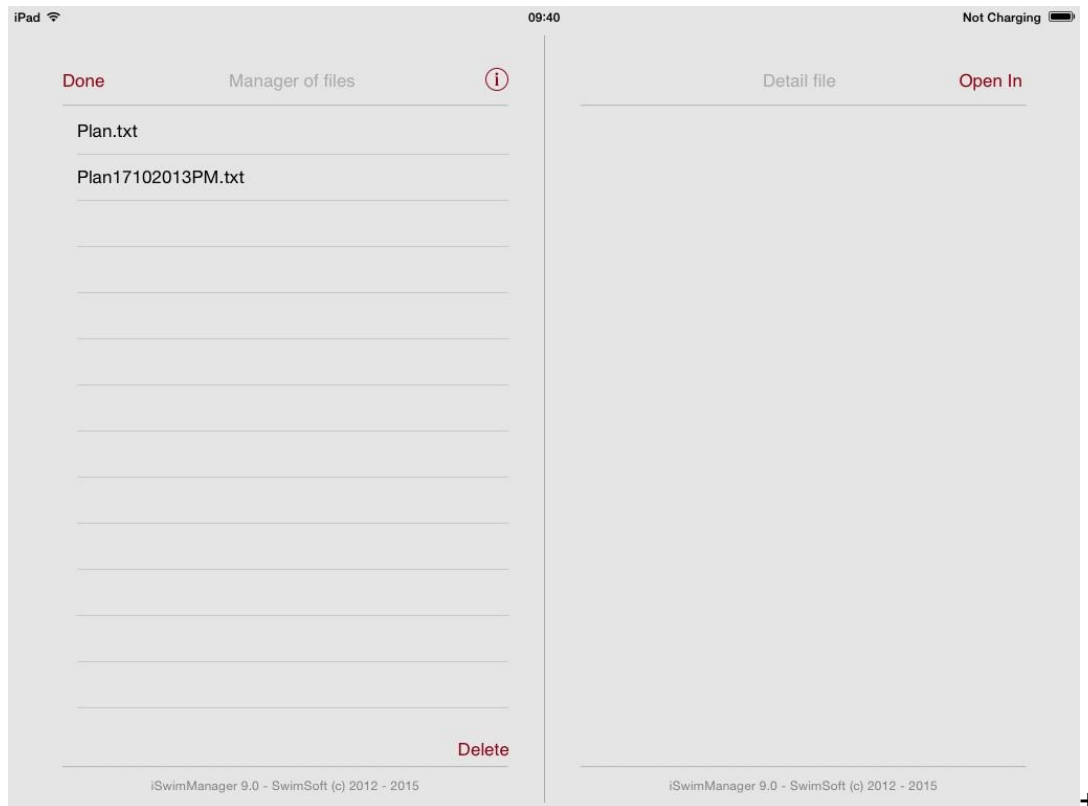 iPad 09:40 Not Charging
Done Manager of files i
Plan.txt
Plan17102013PM.txt
Delete
iSwimManager 9.0 - SwimSoft (c) 2012 - 2015
Detail file Open In
iSwimManager 9.0 - SwimSoft (c) 2012 - 2015